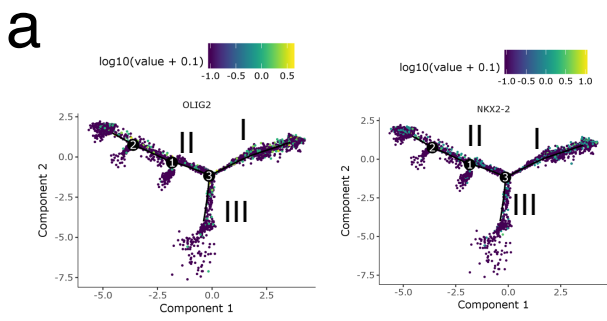 a
log10(value + 0.1)
-1.0 -0.5 0.0 0.5
OLIG2
2.5
0.0
-2.5
-5.0
-7.5
Component 2
I
II
III
2
1
3
-5.0 -2.5 0.0 2.5
Component 1
log10(value + 0.1)
-1.0 -0.5 0.0 0.5 1.0
NKX2-2
2.5
0.0
-2.5
-5.0
-7.5
Component 2
I
II
III
2
1
3
-5.0 -2.5 0.0 2.5
Component 1